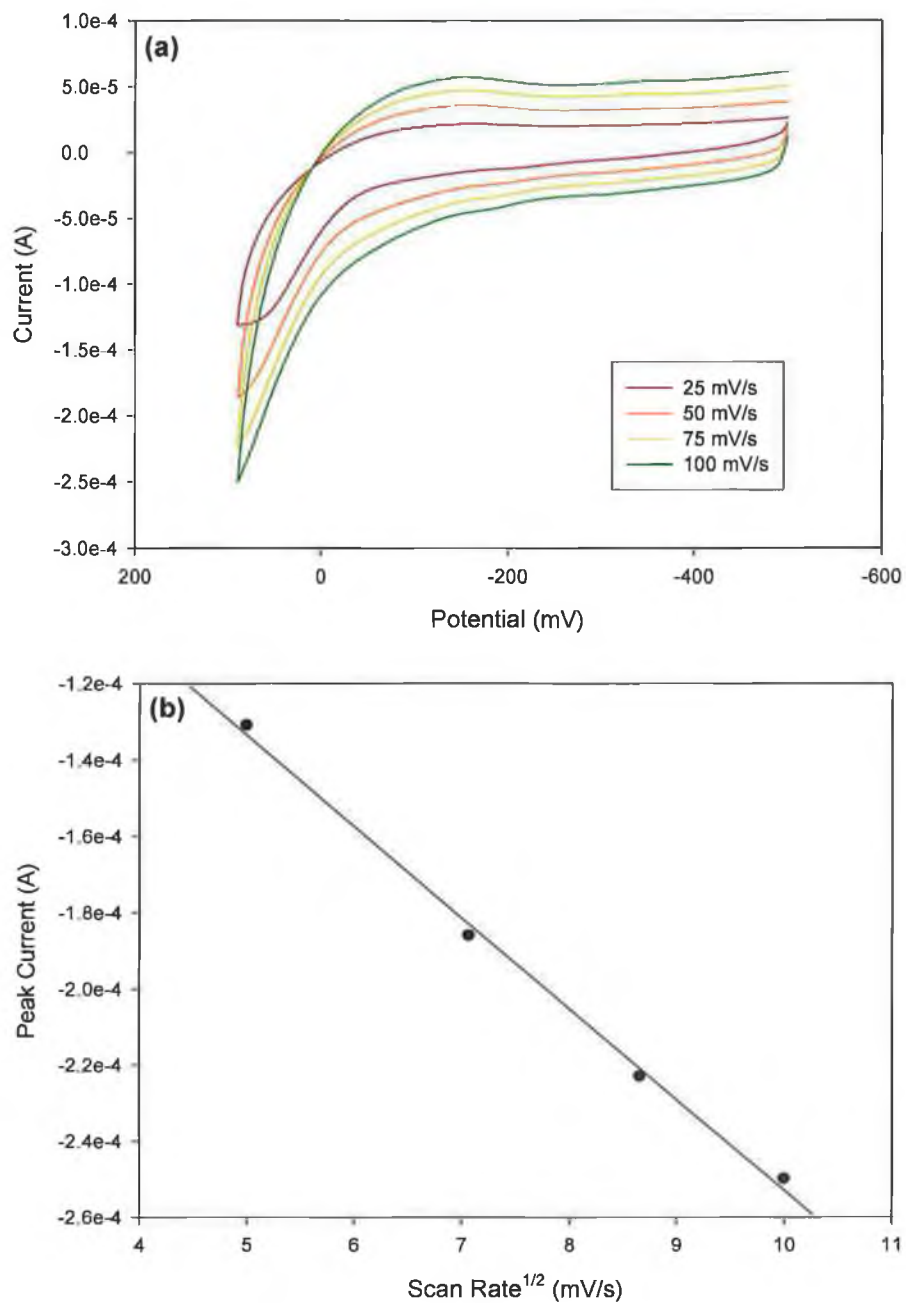 (a)
1.0e-4
5.0e-5
0.0
-5.0e-5
-1.0e-4
-1.5e-4
-2.0e-4
-2.5e-4
-3.0e-4
Current (A)
25 mV/s
50 mV/s
75 mV/s
100 mV/s
200 0 -200 -400 -600
Potential (mV)
(b)
-1.2e-4
-1.4e-4
-1.6e-4
-1.8e-4
-2.0e-4
-2.2e-4
-2.4e-4
-2.6e-4
Peak Current (A)
4 5 6 7 8 9 10 11
Scan Rate1/2 (mV/s)